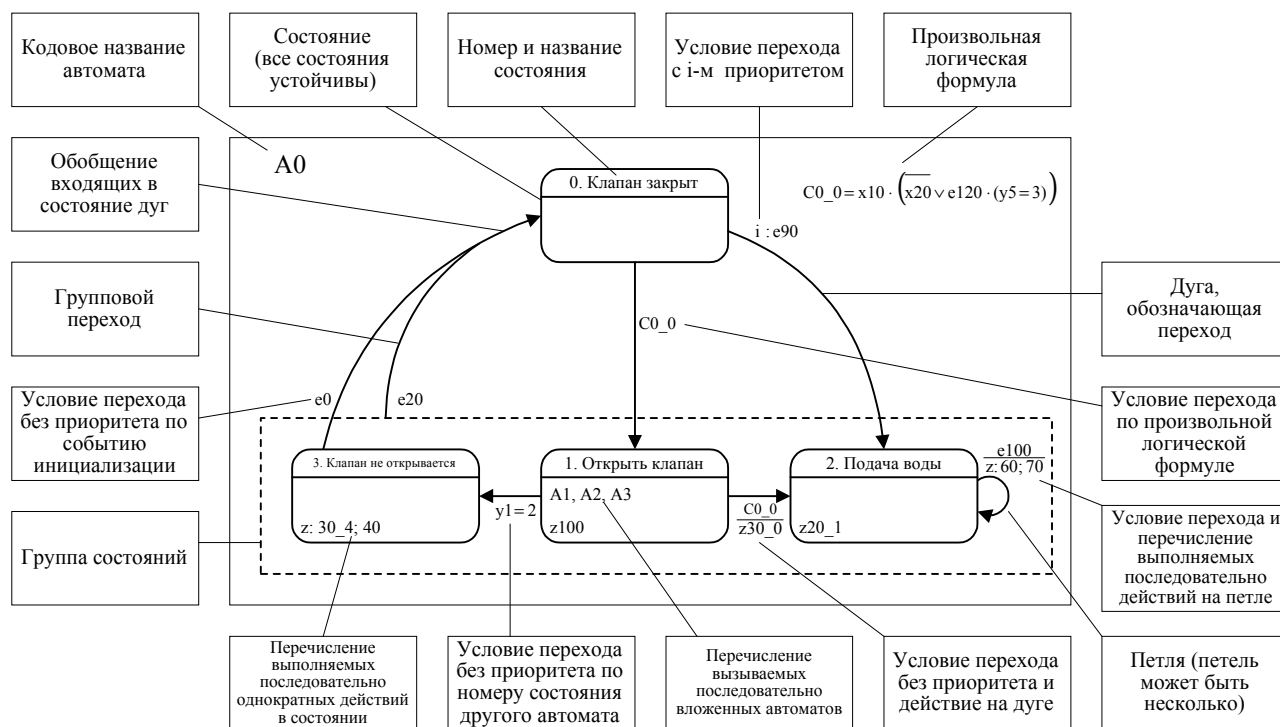 Кодовое название
автомата
Состояние
(все состояния
устойчивы)
Номер и название
состояния
Условие перехода
с i-м приоритетом
Произвольная
логическая
формула
Обобщение
входящих в
состояние дуг
A0
0. Клапан закрыт
C0_0 = x10 · (x20 ∨ e120 · (y5 = 3))
i : e90
Групповой
переход
Дуга,
обозначающая
переход
C0_0
Условие перехода
без приоритета по
событию
инициализации
e0
e20
Условие перехода
по произвольной
логической
формуле
3. Клапан не открывается
z: 30_4; 40
y1 = 2
1. Открыть клапан
A1, A2, A3
z100
C0_0
z30_0
2. Подача воды
z20_1
e100
z: 60; 70
Группа состояний
Условие перехода и
перечисление
выполняемых
последовательно
действий на петле
Перечисление
выполняемых
последовательно
однократных действий
в состоянии
Условие перехода
без приоритета по
номеру состояния
другого автомата
Перечисление
вызываемых
последовательно
вложенных автоматов
Условие перехода
без приоритета и
действие на дуге
Петля (петель
может быть
несколько)